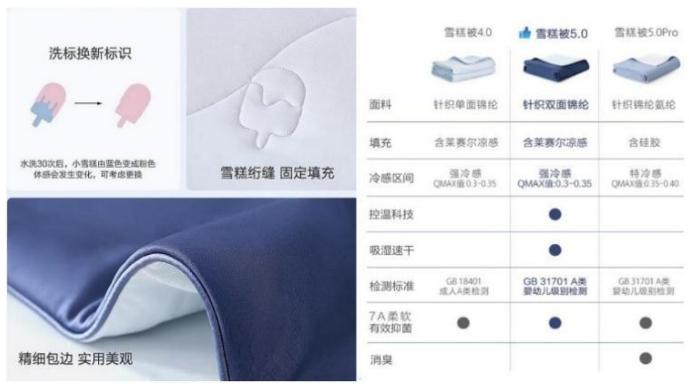 洗标换新标识
水洗30次后，小雪糕由蓝色变成粉色
体感会发生变化，可考虑更换
雪糕绗缝 固定填充
精细包边 实用美观
雪糕被4.0 雪糕被5.0 雪糕被5.0Pro
面料 针织单面锦纶 针织双面锦纶 针织锦纶氨纶
填充 含莱赛尔凉感 含莱赛尔凉感 含硅胶
冷感区间 强冷感 强冷感 特冷感
QMAX值:0.3-0.35 QMAX值:0.3-0.35 QMAX值:0.35-0.40
控温科技
吸湿速干
检测标准 GB 18401 GB 31701 A类 GB 31701 A类
成人A类检测 婴幼儿级别检测 婴幼儿级别检测
7A柔软
有效抑菌
消臭